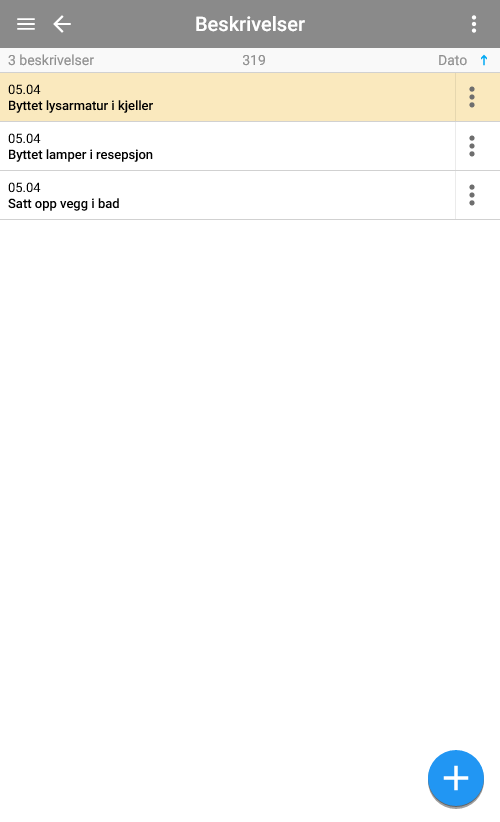 Beskrivelser
3 beskrivelser 319 Dato
05.04
Byttet lysarmatur i kjeller
05.04
Byttet lamper i resepsjon
05.04
Satt opp vegg i bad